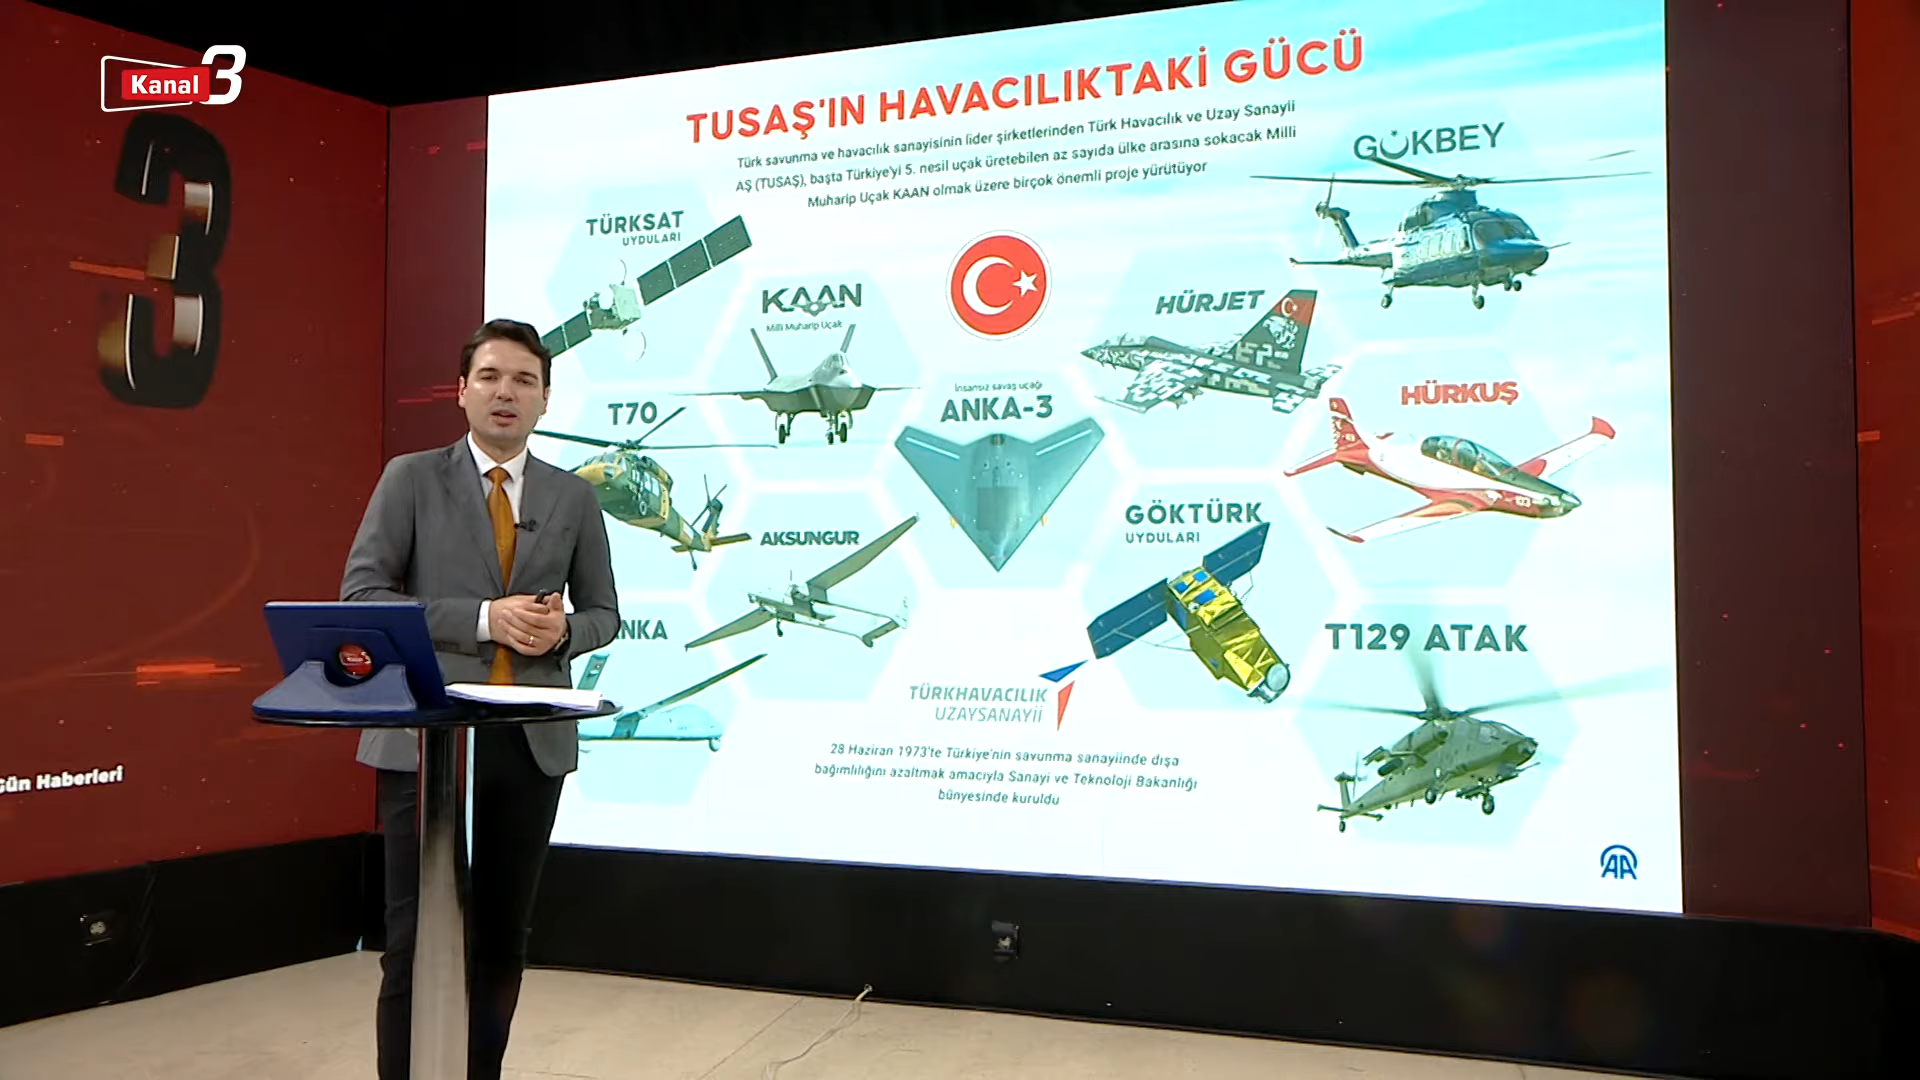 Kanal 3
3
TUSAŞ'IN HAVACILIKTAKİ GÜCÜ
Türk savunma ve havacılık sanayisinin lider şirketlerinden Türk Havacılık ve Uzay Sanayii
AŞ (TUSAŞ), başta Türkiye'yi 5. nesil uçak üretebilen az sayıda ülke arasına sokacak Milli
Muharip Uçak KAAN olmak üzere birçok önemli proje yürütüyor
GÖKBEY
TÜRKSAT
UYDULARI
KAAN
Milli Muharip Uçak
HÜRJET
HÜRKUŞ
T70
İnsansız savaş uçağı
ANKA-3
AKSUNGUR
GÖKTÜRK
UYDULARI
NKA
T129 ATAK
TÜRKHAVACILIK
UZAYSANAYİİ
28 Haziran 1973'te Türkiye'nin savunma sanayiinde dışa
bağımlılığını azaltmak amacıyla Sanayi ve Teknoloji Bakanlığı
bünyesinde kuruldu
Gün Haberleri
AA